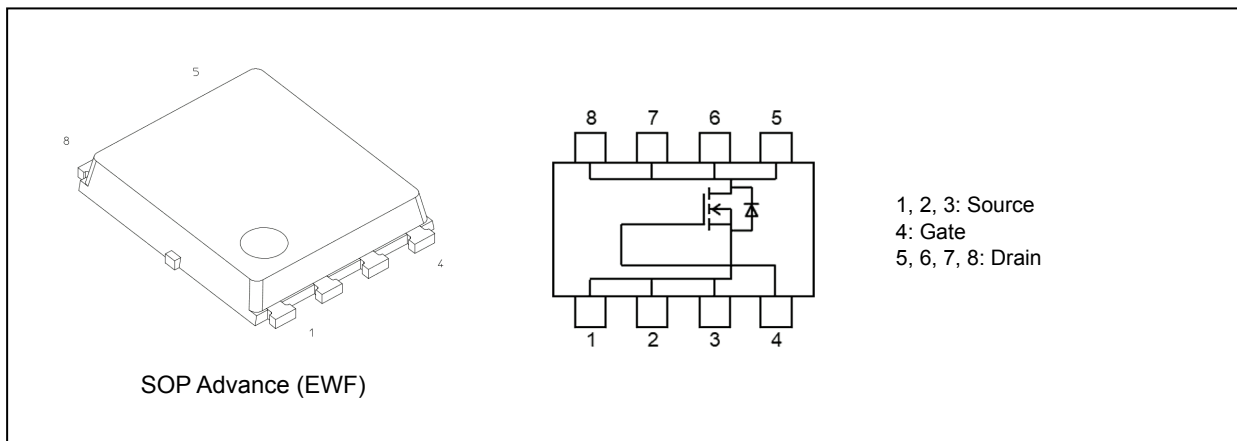 5
8
4
1
SOP Advance (EWF)
8 7 6 5
1 2 3 4
1, 2, 3: Source
4: Gate
5, 6, 7, 8: Drain